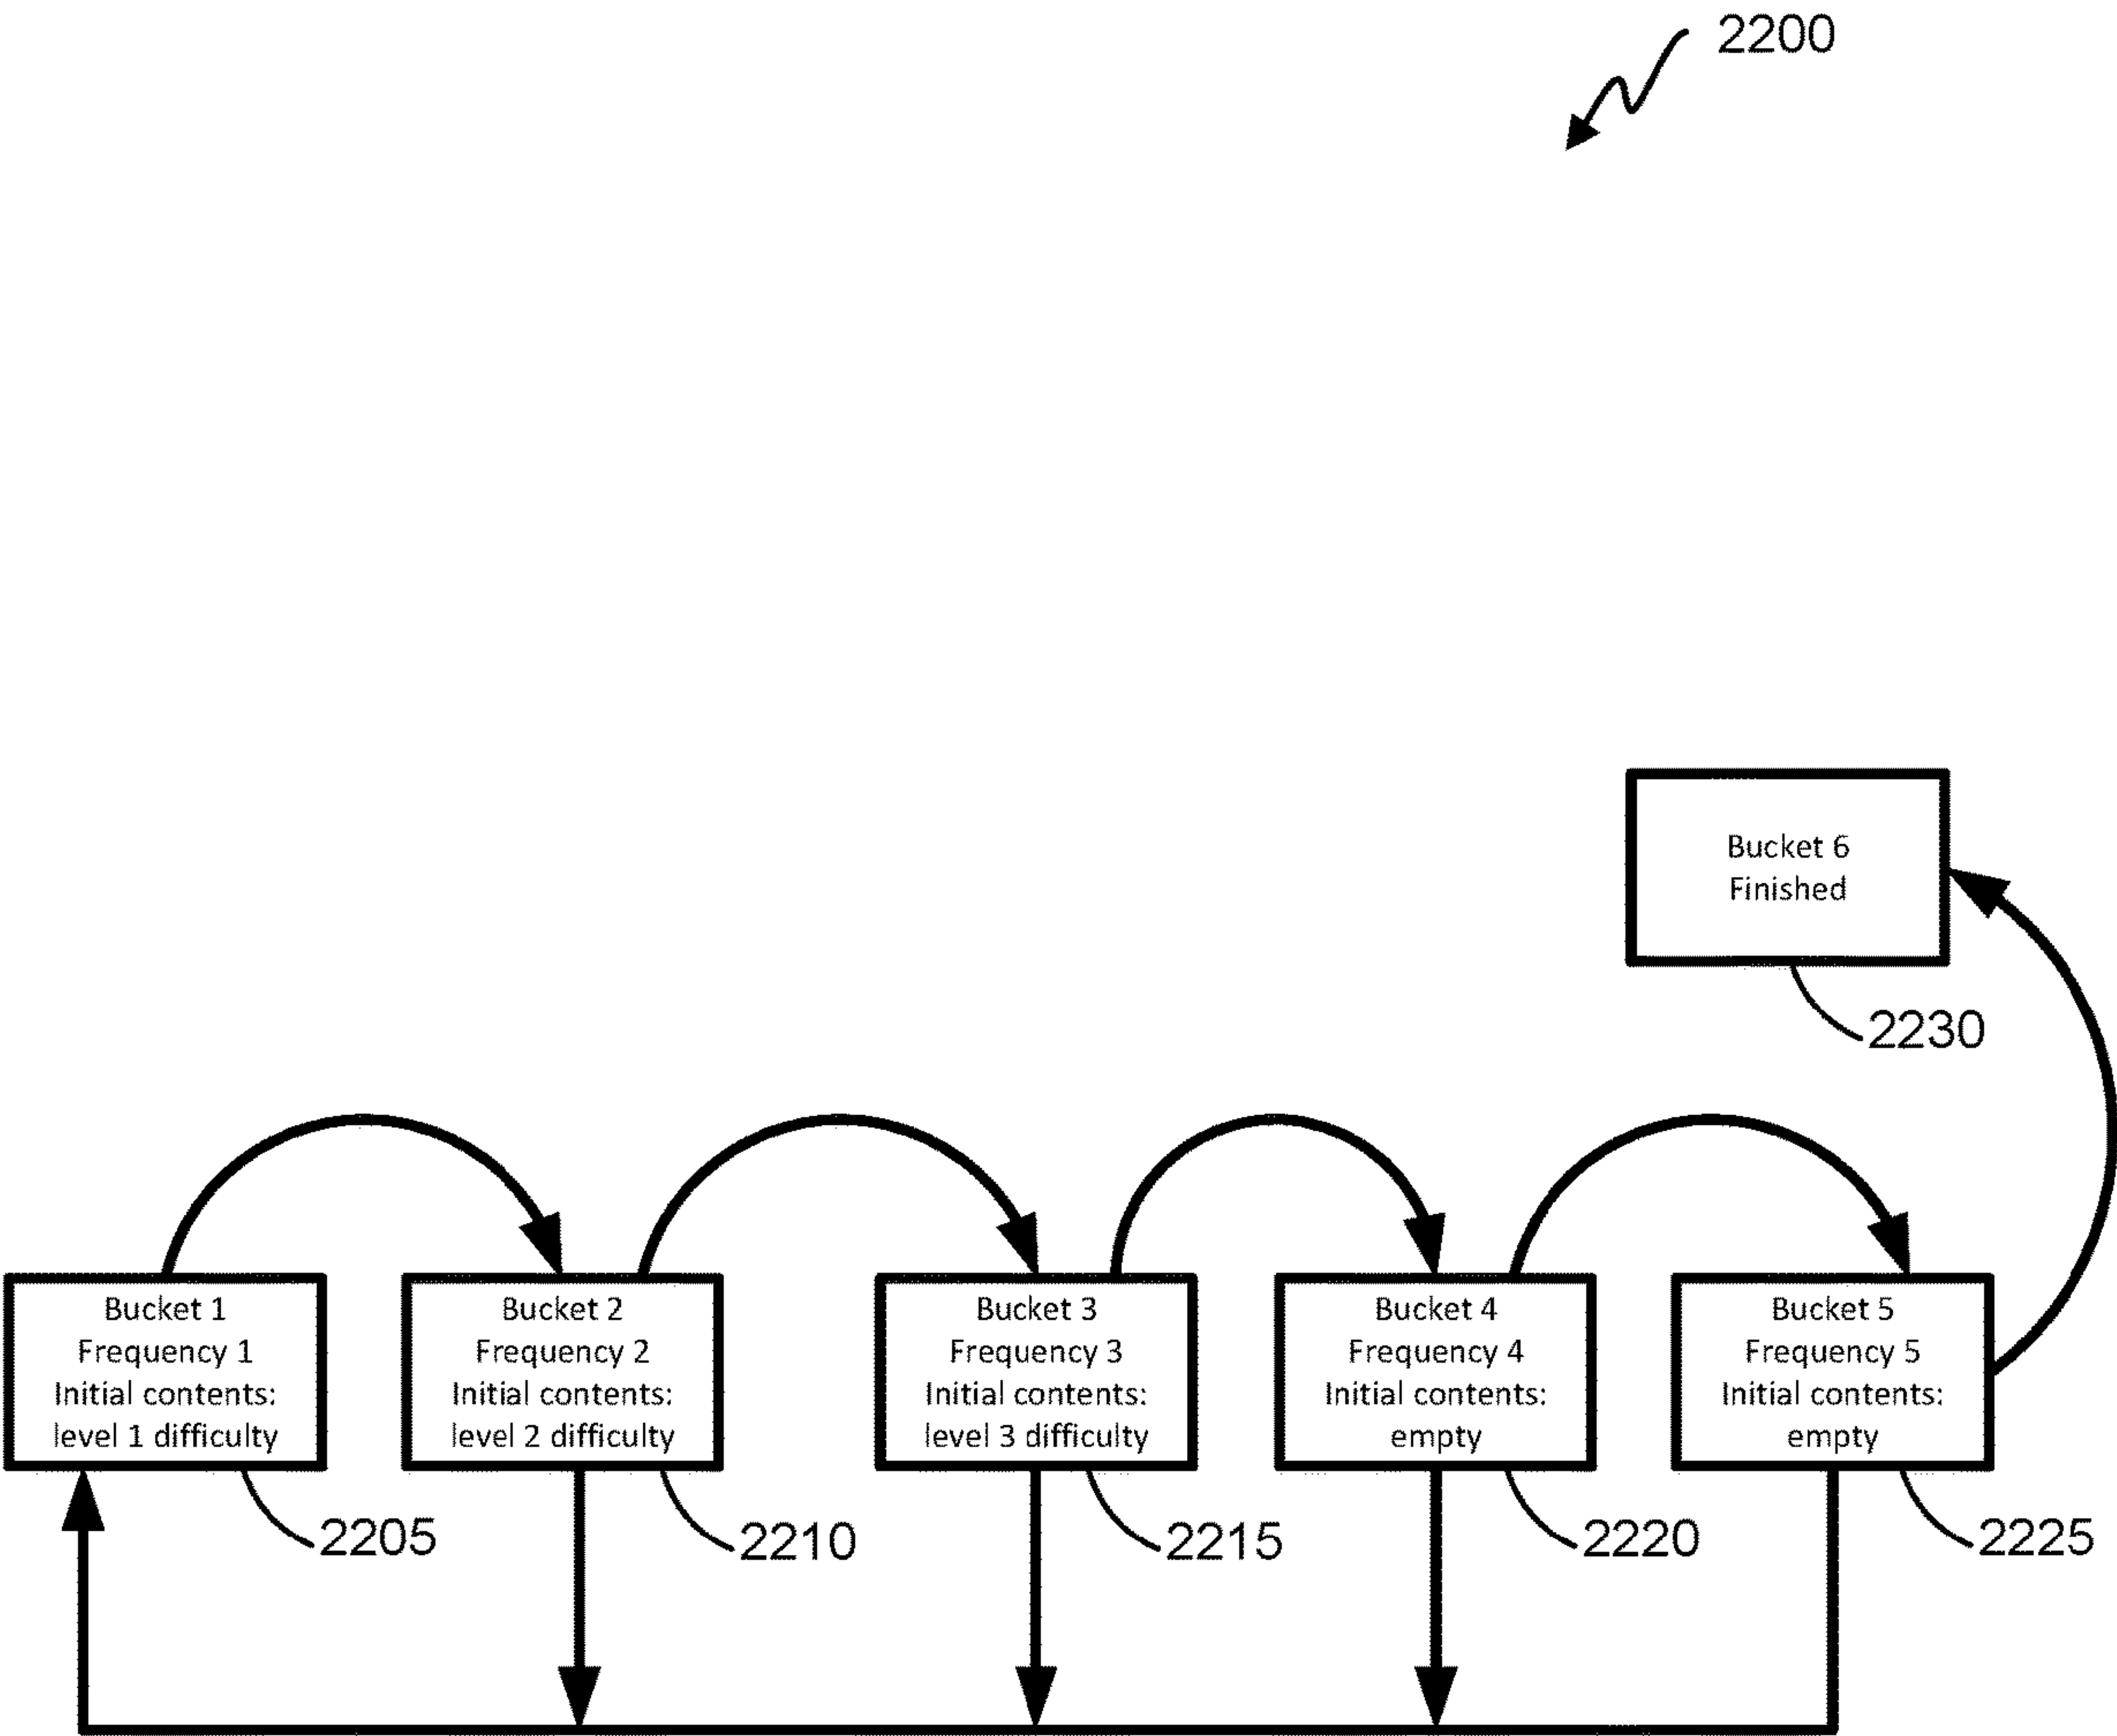 2200
Bucket 6
Finished
2230
Bucket 1
Frequency 1
Initial contents:
level 1 difficulty
2205
Bucket 2
Frequency 2
Initial contents:
level 2 difficulty
2210
Bucket 3
Frequency 3
Initial contents:
level 3 difficulty
2215
Bucket 4
Frequency 4
Initial contents:
empty
2220
Bucket 5
Frequency 5
Initial contents:
empty
2225